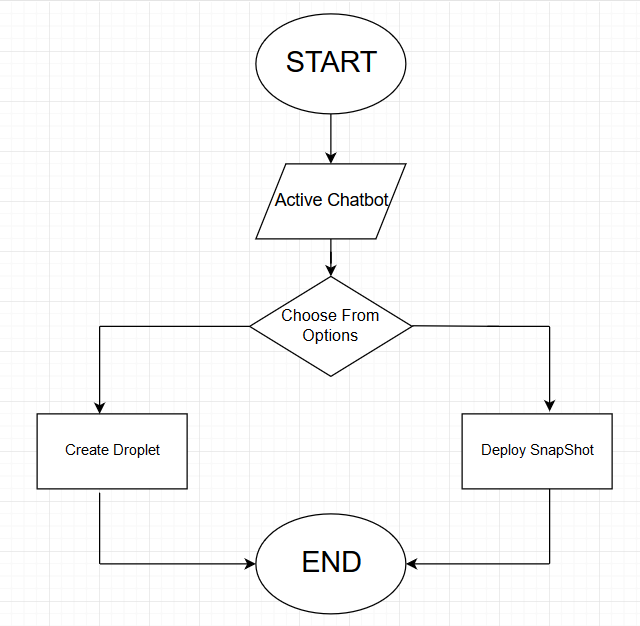 START
Active Chatbot
Choose From
Options
Create Droplet
Deploy SnapShot
END